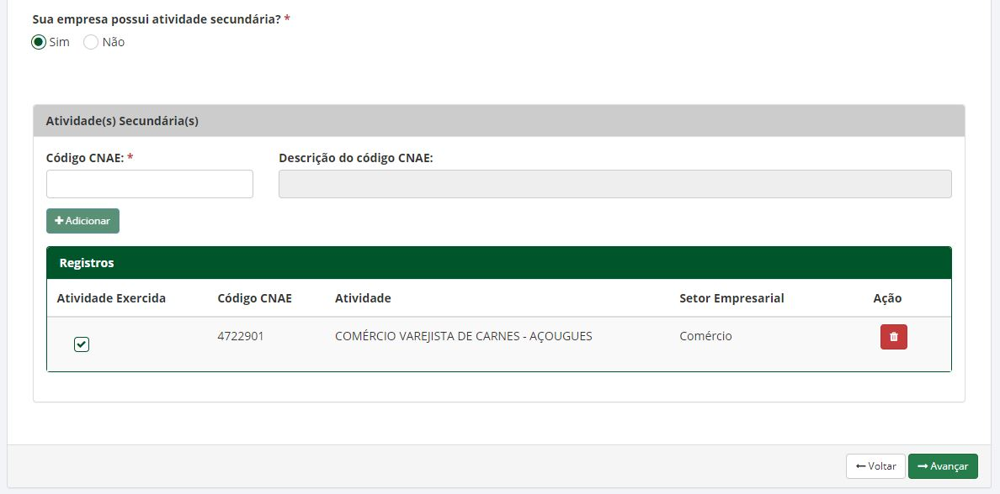 Sua empresa possui atividade secundária? *
Sim Não
Atividade(s) Secundária(s)
Código CNAE: * Descrição do código CNAE:
+ Adicionar
Registros
Atividade Exercida Código CNAE Atividade Setor Empresarial Ação
4722901 COMÉRCIO VAREJISTA DE CARNES - AÇOUGUES Comércio
← Voltar → Avançar